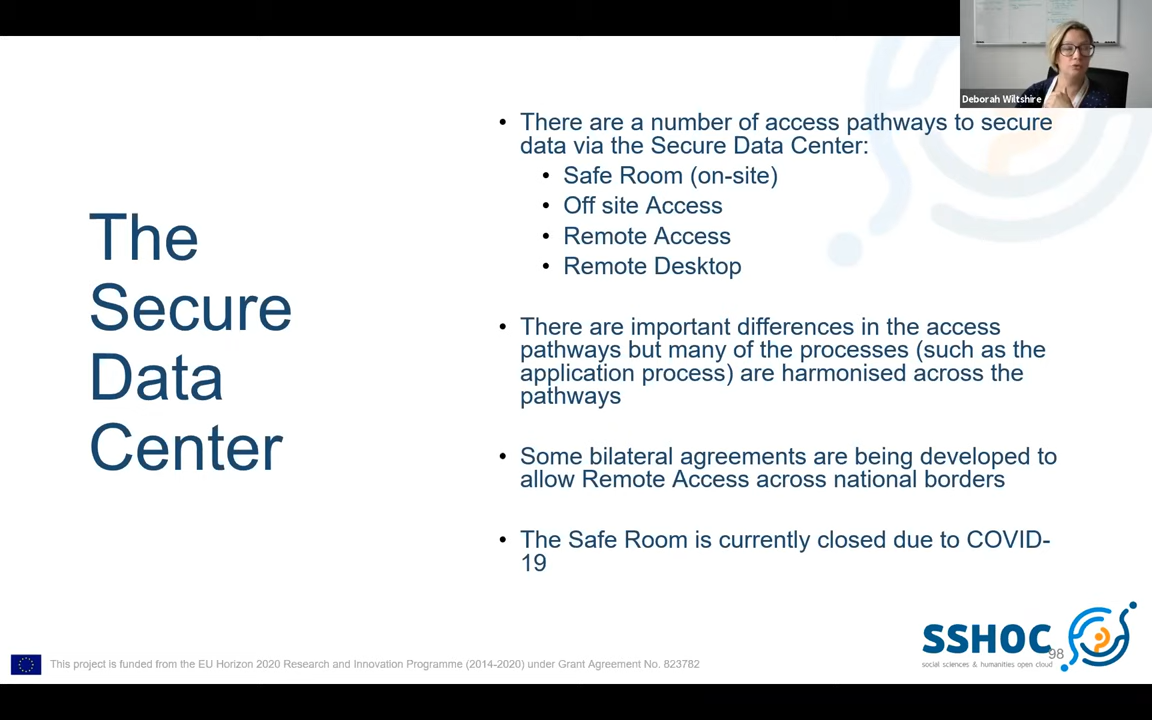 Deborah Wiltshire
The
Secure
Data
Center
• There are a number of access pathways to secure
data via the Secure Data Center:
• Safe Room (on-site)
• Off site Access
• Remote Access
• Remote Desktop
• There are important differences in the access
pathways but many of the processes (such as the
application process) are harmonised across the
pathways
• Some bilateral agreements are being developed to
allow Remote Access across national borders
• The Safe Room is currently closed due to COVID-
19
SSHOC
social sciences & humanities open cloud
98
This project is funded from the EU Horizon 2020 Research and Innovation Programme (2014-2020) under Grant Agreement No. 823782